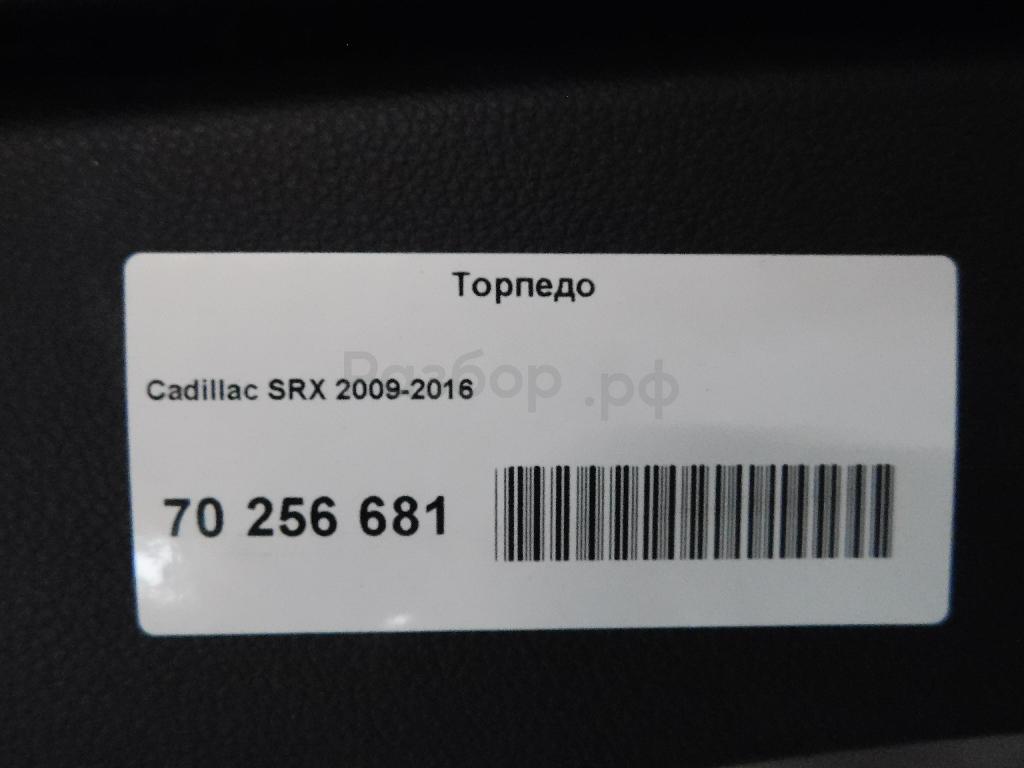 Торпедо
Разбор.рф
Cadillac SRX 2009-2016
70 256 681